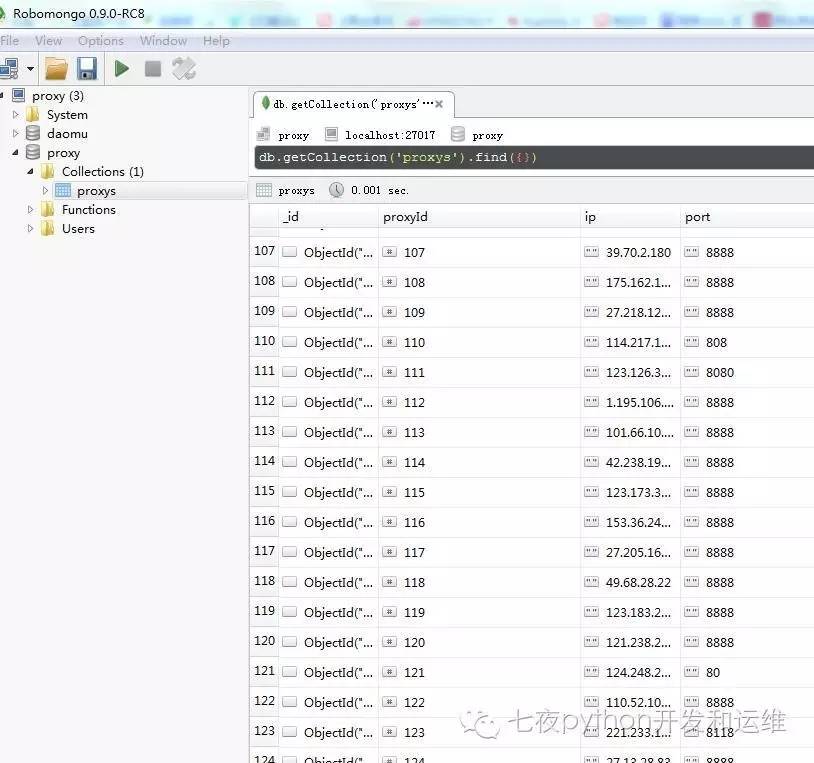 Robomongo 0.9.0-RC8
File View Options Window Help
proxy (3)
System
daomu
proxy
Collections (1)
proxys
Functions
Users
db.getCollection('proxys'···
proxy localhost:27017 proxy
db.getCollection('proxys').find({})
proxys 0.001 sec.
_id proxyId ip port
107 ObjectId("... # 107 "" 39.70.2.180 "" 8888
108 ObjectId("... # 108 "" 175.162.1... "" 8888
109 ObjectId("... # 109 "" 27.218.12... "" 8888
110 ObjectId("... # 110 "" 114.217.1... "" 808
111 ObjectId("... # 111 "" 123.126.3... "" 8080
112 ObjectId("... # 112 "" 1.195.106.... "" 8888
113 ObjectId("... # 113 "" 101.66.10.... "" 8888
114 ObjectId("... # 114 "" 42.238.19... "" 8888
115 ObjectId("... # 115 "" 123.173.3... "" 8888
116 ObjectId("... # 116 "" 153.36.24... "" 8888
117 ObjectId("... # 117 "" 27.205.16... "" 8888
118 ObjectId("... # 118 "" 49.68.28.22 "" 8888
119 ObjectId("... # 119 "" 123.183.2... "" 8888
120 ObjectId("... # 120 "" 121.238.2... "" 8888
121 ObjectId("... # 121 "" 124.248.2... "" 80
122 ObjectId("... # 122 "" 110.52.10... "" 8888
123 ObjectId("... # 123 "" 221.233.1... "" 8118
124 ObjectId("... # 124 "" 27.13.28.83 "" 8888
七夜python开发和运维